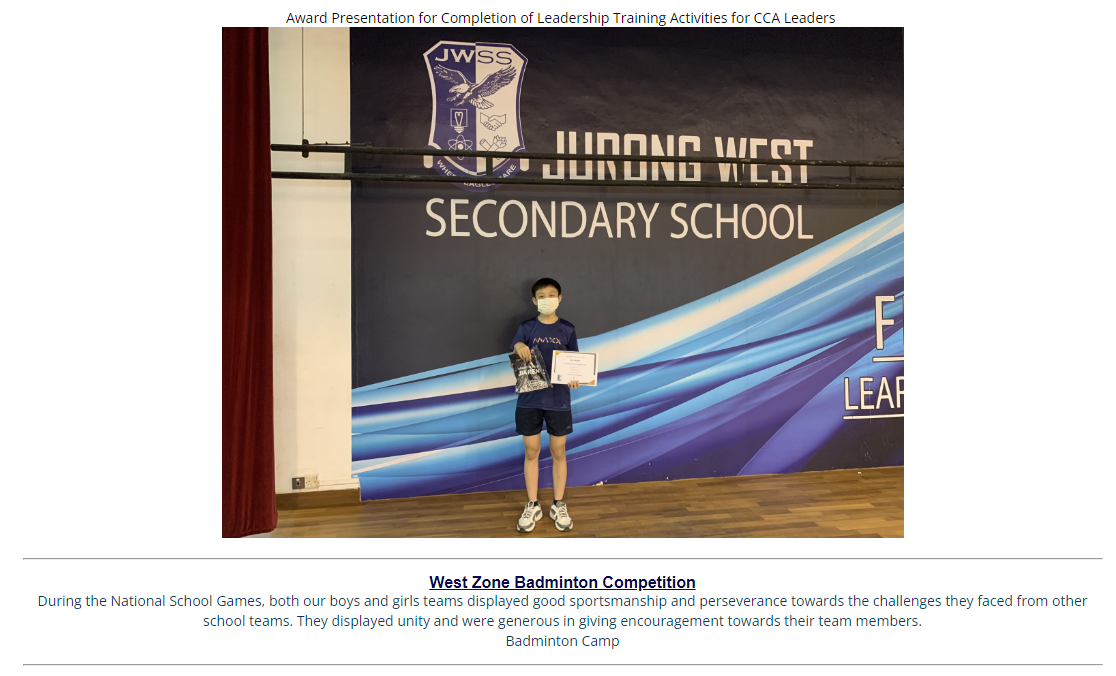 Award Presentation for Completion of Leadership Training Activities for CCA Leaders
JWSS
JURONG WEST
SECONDARY SCHOOL
F
LEAR
West Zone Badminton Competition
During the National School Games, both our boys and girls teams displayed good sportsmanship and perseverance towards the challenges they faced from other
school teams. They displayed unity and were generous in giving encouragement towards their team members.
Badminton Camp